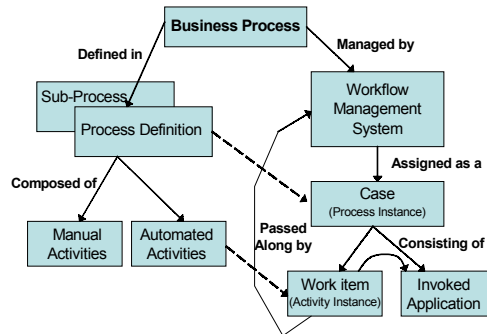 Business Process
Defined in
Managed by
Sub-Process
Process Definition
Workflow
Management
System
Composed of
Assigned as a
Case
(Process Instance)
Manual
Activities
Automated
Activities
Passed
Along by
Consisting of
Work item
(Activity Instance)
Invoked
Application